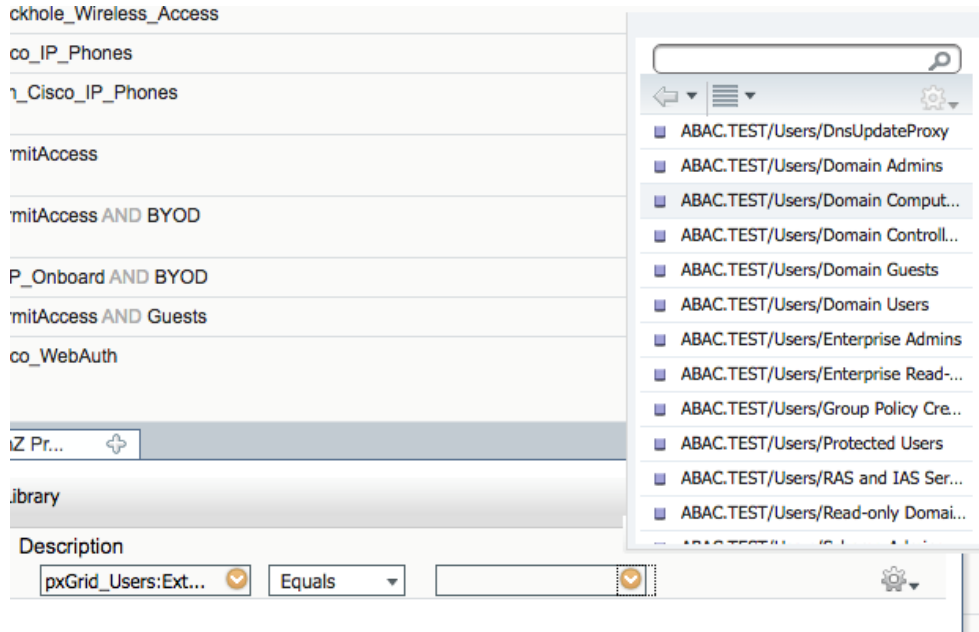 ckhole_Wireless_Access
co_IP_Phones
_Cisco_IP_Phones
rmitAccess
rmitAccess AND BYOD
P_Onboard AND BYOD
rmitAccess AND Guests
co_WebAuth
Z Pr...
Library
Description
pxGrid_Users:Ext...
Equals
ABAC.TEST/Users/DnsUpdateProxy
ABAC.TEST/Users/Domain Admins
ABAC.TEST/Users/Domain Comput...
ABAC.TEST/Users/Domain Controll...
ABAC.TEST/Users/Domain Guests
ABAC.TEST/Users/Domain Users
ABAC.TEST/Users/Enterprise Admins
ABAC.TEST/Users/Enterprise Read-...
ABAC.TEST/Users/Group Policy Cre...
ABAC.TEST/Users/Protected Users
ABAC.TEST/Users/RAS and IAS Ser...
ABAC.TEST/Users/Read-only Domai...